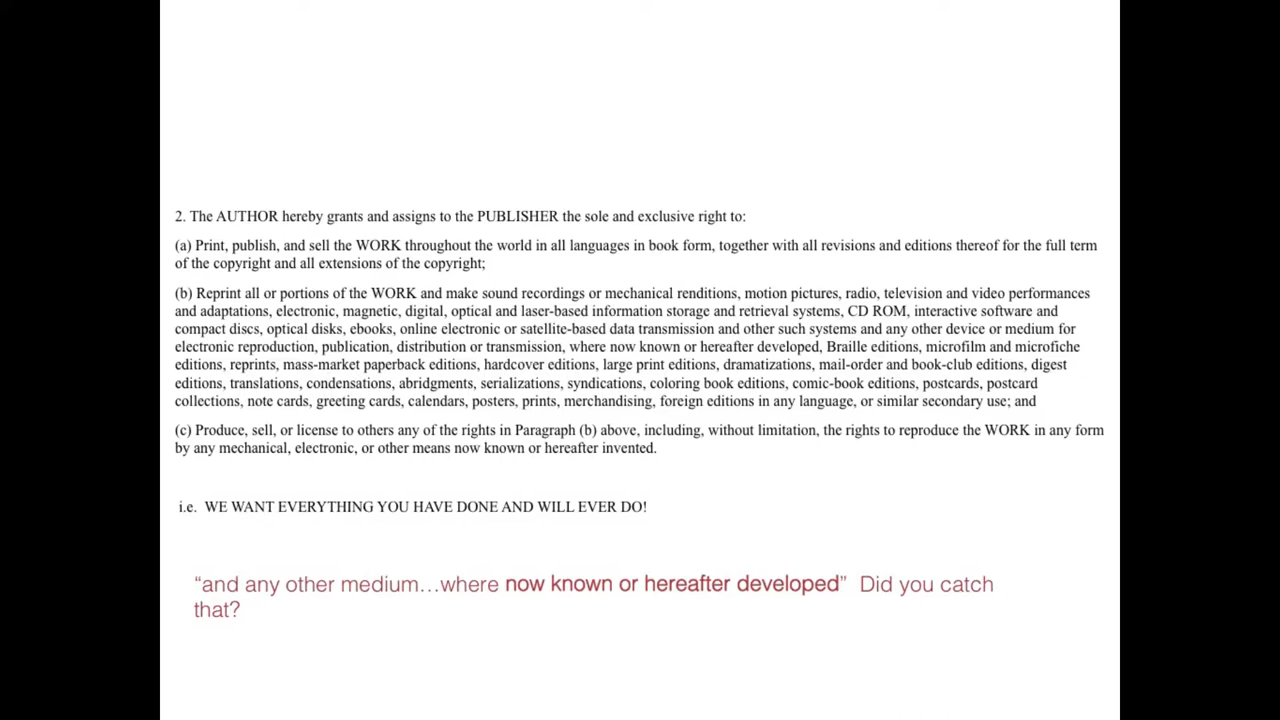 2. The AUTHOR hereby grants and assigns to the PUBLISHER the sole and exclusive right to:
(a) Print, publish, and sell the WORK throughout the world in all languages in book form, together with all revisions and editions thereof for the full term
of the copyright and all extensions of the copyright;
(b) Reprint all or portions of the WORK and make sound recordings or mechanical renditions, motion pictures, radio, television and video performances
and adaptations, electronic, magnetic, digital, optical and laser-based information storage and retrieval systems, CD ROM, interactive software and
compact discs, optical disks, ebooks, online electronic or satellite-based data transmission and other such systems and any other device or medium for
electronic reproduction, publication, distribution or transmission, where now known or hereafter developed, Braille editions, microfilm and microfiche
editions, reprints, mass-market paperback editions, hardcover editions, large print editions, dramatizations, mail-order and book-club editions, digest
editions, translations, condensations, abridgments, serializations, syndications, coloring book editions, comic-book editions, postcards, postcard
collections, note cards, greeting cards, calendars, posters, prints, merchandising, foreign editions in any language, or similar secondary use; and
(c) Produce, sell, or license to others any of the rights in Paragraph (b) above, including, without limitation, the rights to reproduce the WORK in any form
by any mechanical, electronic, or other means now known or hereafter invented.
i.e. WE WANT EVERYTHING YOU HAVE DONE AND WILL EVER DO!
“and any other medium…where now known or hereafter developed” Did you catch
that?